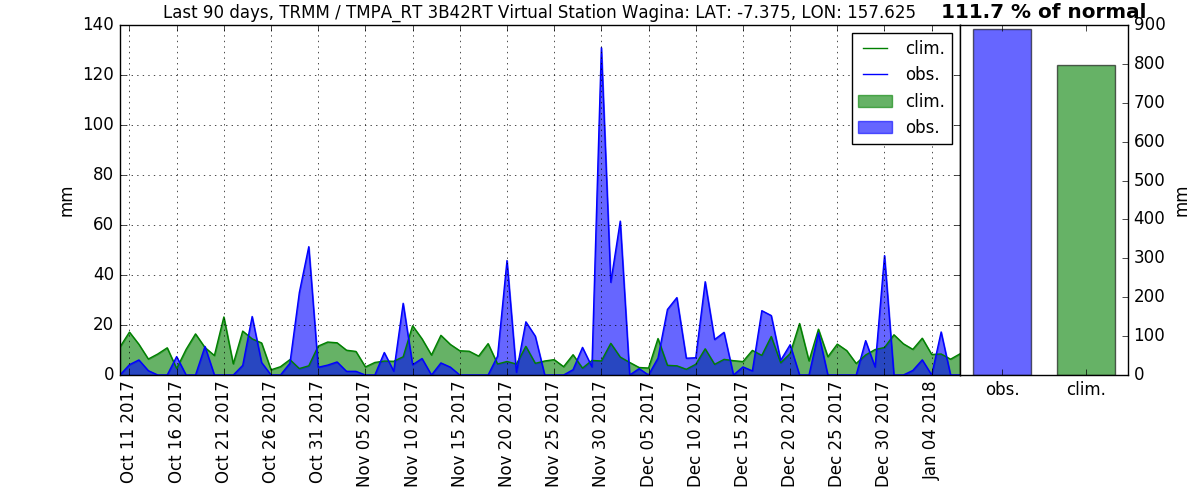 Last 90 days, TRMM / TMPA_RT 3B42RT Virtual Station Wagina: LAT: -7.375, LON: 157.625
111.7 % of normal
mm
140
120
100
80
60
40
20
0
clim.
obs.
clim.
obs.
900
800
700
600
500
400
300
200
100
0
mm
Oct 11 2017
Oct 16 2017
Oct 21 2017
Oct 26 2017
Oct 31 2017
Nov 05 2017
Nov 10 2017
Nov 15 2017
Nov 20 2017
Nov 25 2017
Nov 30 2017
Dec 05 2017
Dec 10 2017
Dec 15 2017
Dec 20 2017
Dec 25 2017
Dec 30 2017
Jan 04 2018
obs.
clim.